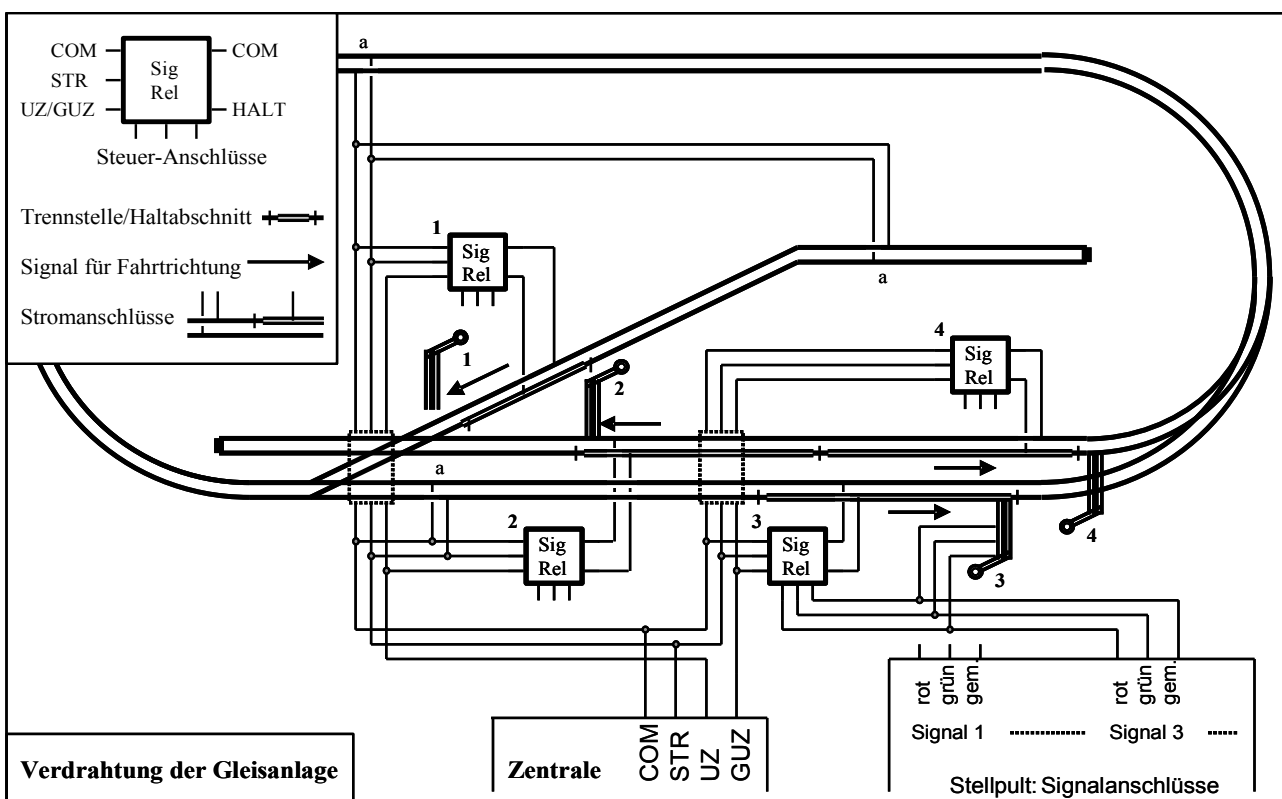 COM
COM
Sig
STR
Rel
UZ/GUZ
HALT
Steuer-Anschlüsse
Trennstelle/Haltabschnitt
Signal für Fahrtrichtung
Stromanschlüsse
a
a
1
Sig
Rel
1
2
4
Sig
Rel
a
2
Sig
Rel
3
Sig
Rel
3
4
rot
grün
gem.
rot
grün
gem.
Signal 1
Signal 3
Stellpult: Signalanschlüsse
Zentrale
COM
STR
UZ
GUZ
Verdrahtung der Gleisanlage